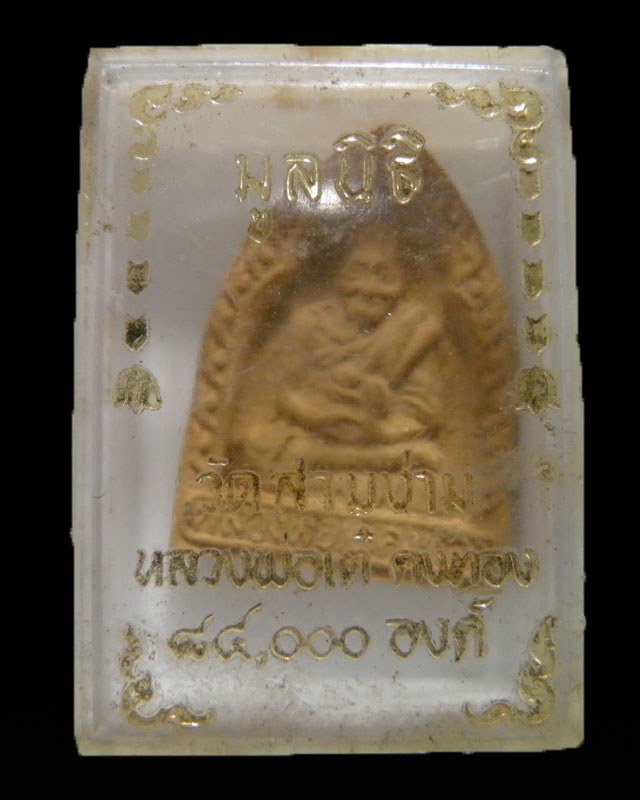 มูลนิธิ
วัดสามง่าม
หลวงพ่อเต๋ คงทอง
๘๔,๐๐๐ องค์